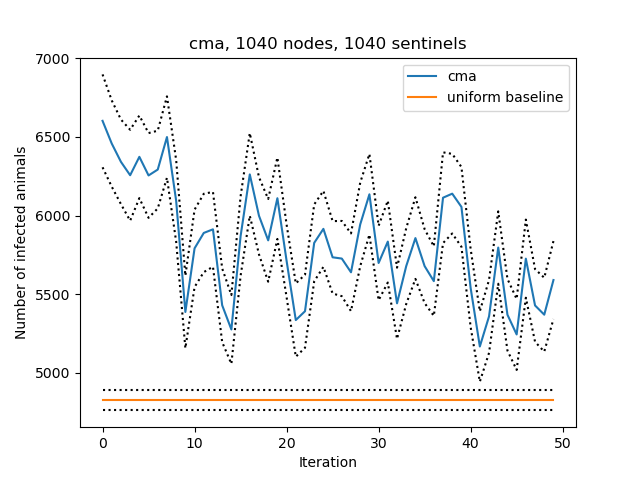 cma, 1040 nodes, 1040 sentinels
7000
6500
6000
5500
5000
Number of infected animals
cma
uniform baseline
0
10
20
30
40
50
Iteration